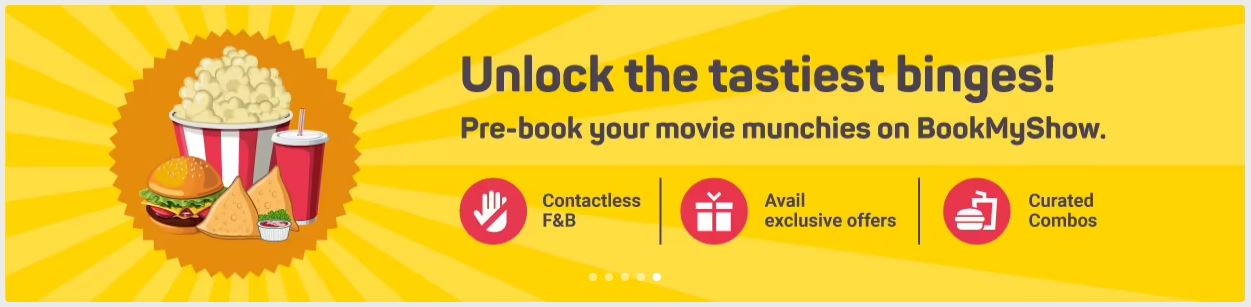 Unlock the tastiest binges!
Pre-book your movie munchies on BookMyShow.
Contactless
F&B
Avail
exclusive offers
Curated
Combos